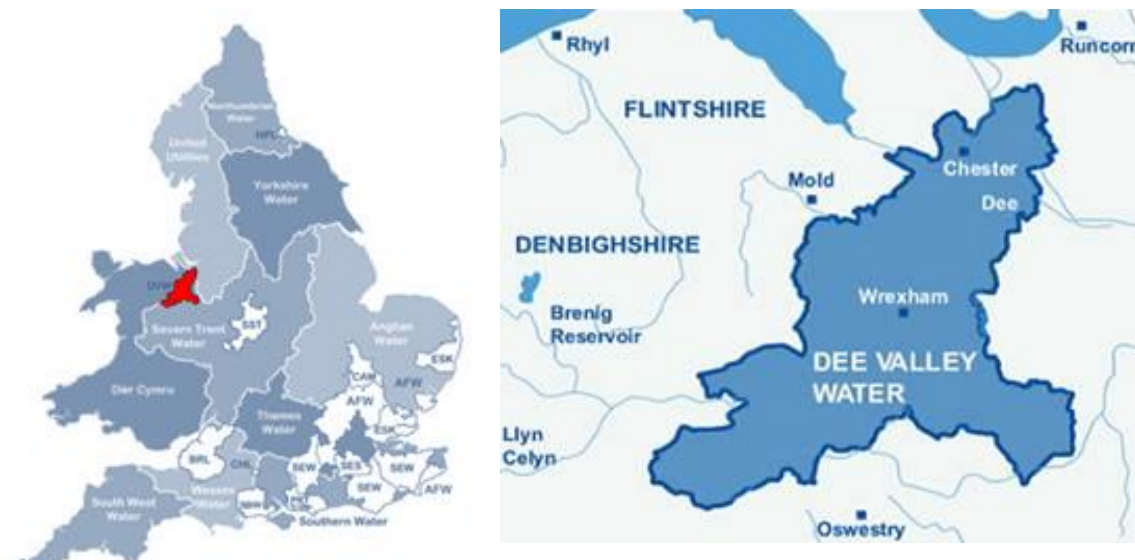 Northumbrian
Water
HPL
United
Utilities
Yorkshire
Water
DVW
SST
Severn Trent
Water
Anglian
Water
ESK
CAM
AFW
AFW
Dŵr Cymru
Thames
Water
ESK
BRL
CHL
SEW
SES
SEW
SEW
AFW
Wessex
Water
South West
Water
Southern Water
Rhyl
Runcorn
FLINTSHIRE
Chester
Mold
Dee
DENBIGHSHIRE
Wrexham
Brenig
Reservoir
DEE VALLEY
WATER
Llyn
Celyn
Oswestry